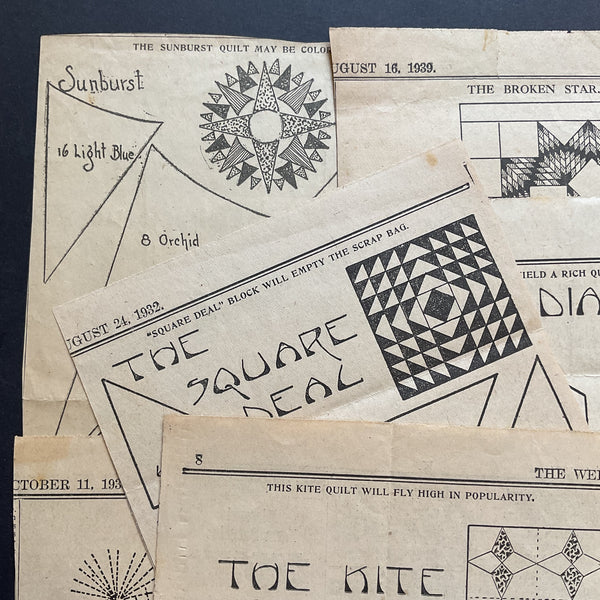 THE SUNBURST QUILT MAY BE COLOR
Sunburst
16 Light Blue
8 Orchid
UGUST 16, 1939.
THE BROKEN STAR.
IELD A RICH QU
DIA
UGUST 24, 1932.
"SQUARE DEAL" BLOCK WILL EMPTY THE SCRAP BAG.
THE
SQUARE
DEAL
CTOBER 11, 193
8
THE WEE
THIS KITE QUILT WILL FLY HIGH IN POPULARITY.
THE KITE